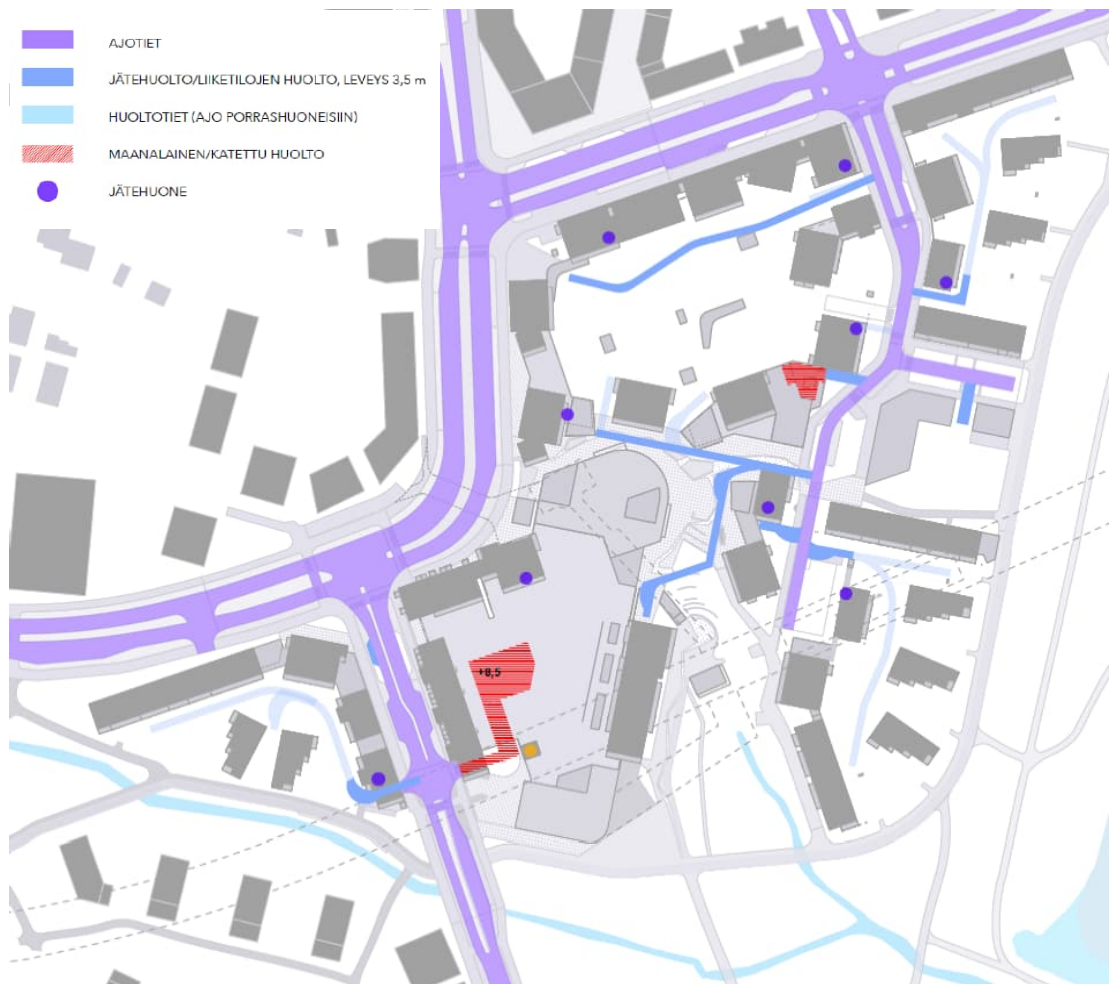 AJOTIET
JÄTEHUOLTO/LIIKETILOJEN HUOLTO, LEVEYS 3,5 m
HUOLTOTIET (AJO PORRASHUONEISIIN)
MAANALAINEN/KATETTU HUOLTO
JÄTEHUONE
+8,5